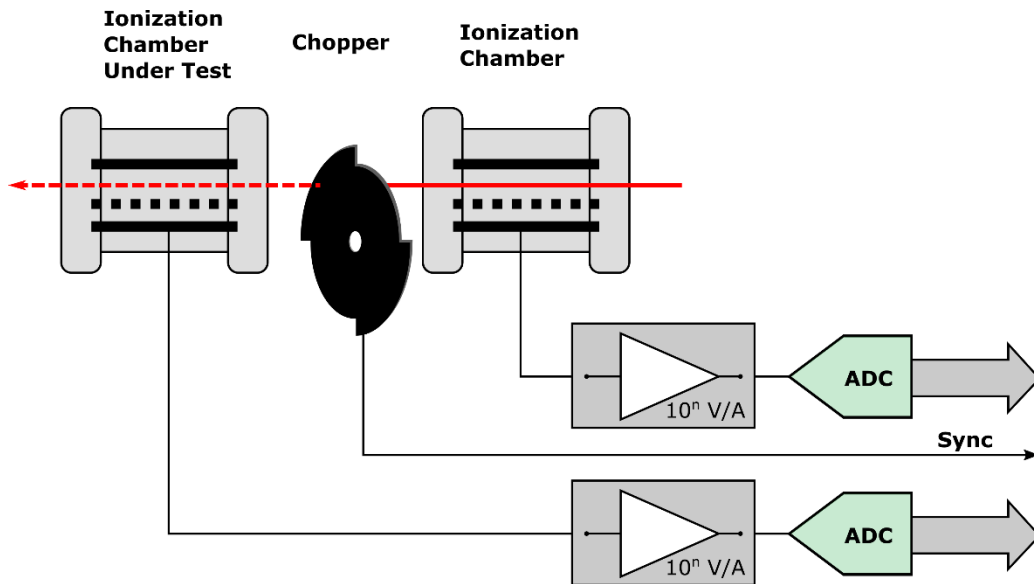 Ionization
Chamber
Under Test
Chopper
Ionization
Chamber
10ⁿ V/A
ADC
Sync
10ⁿ V/A
ADC